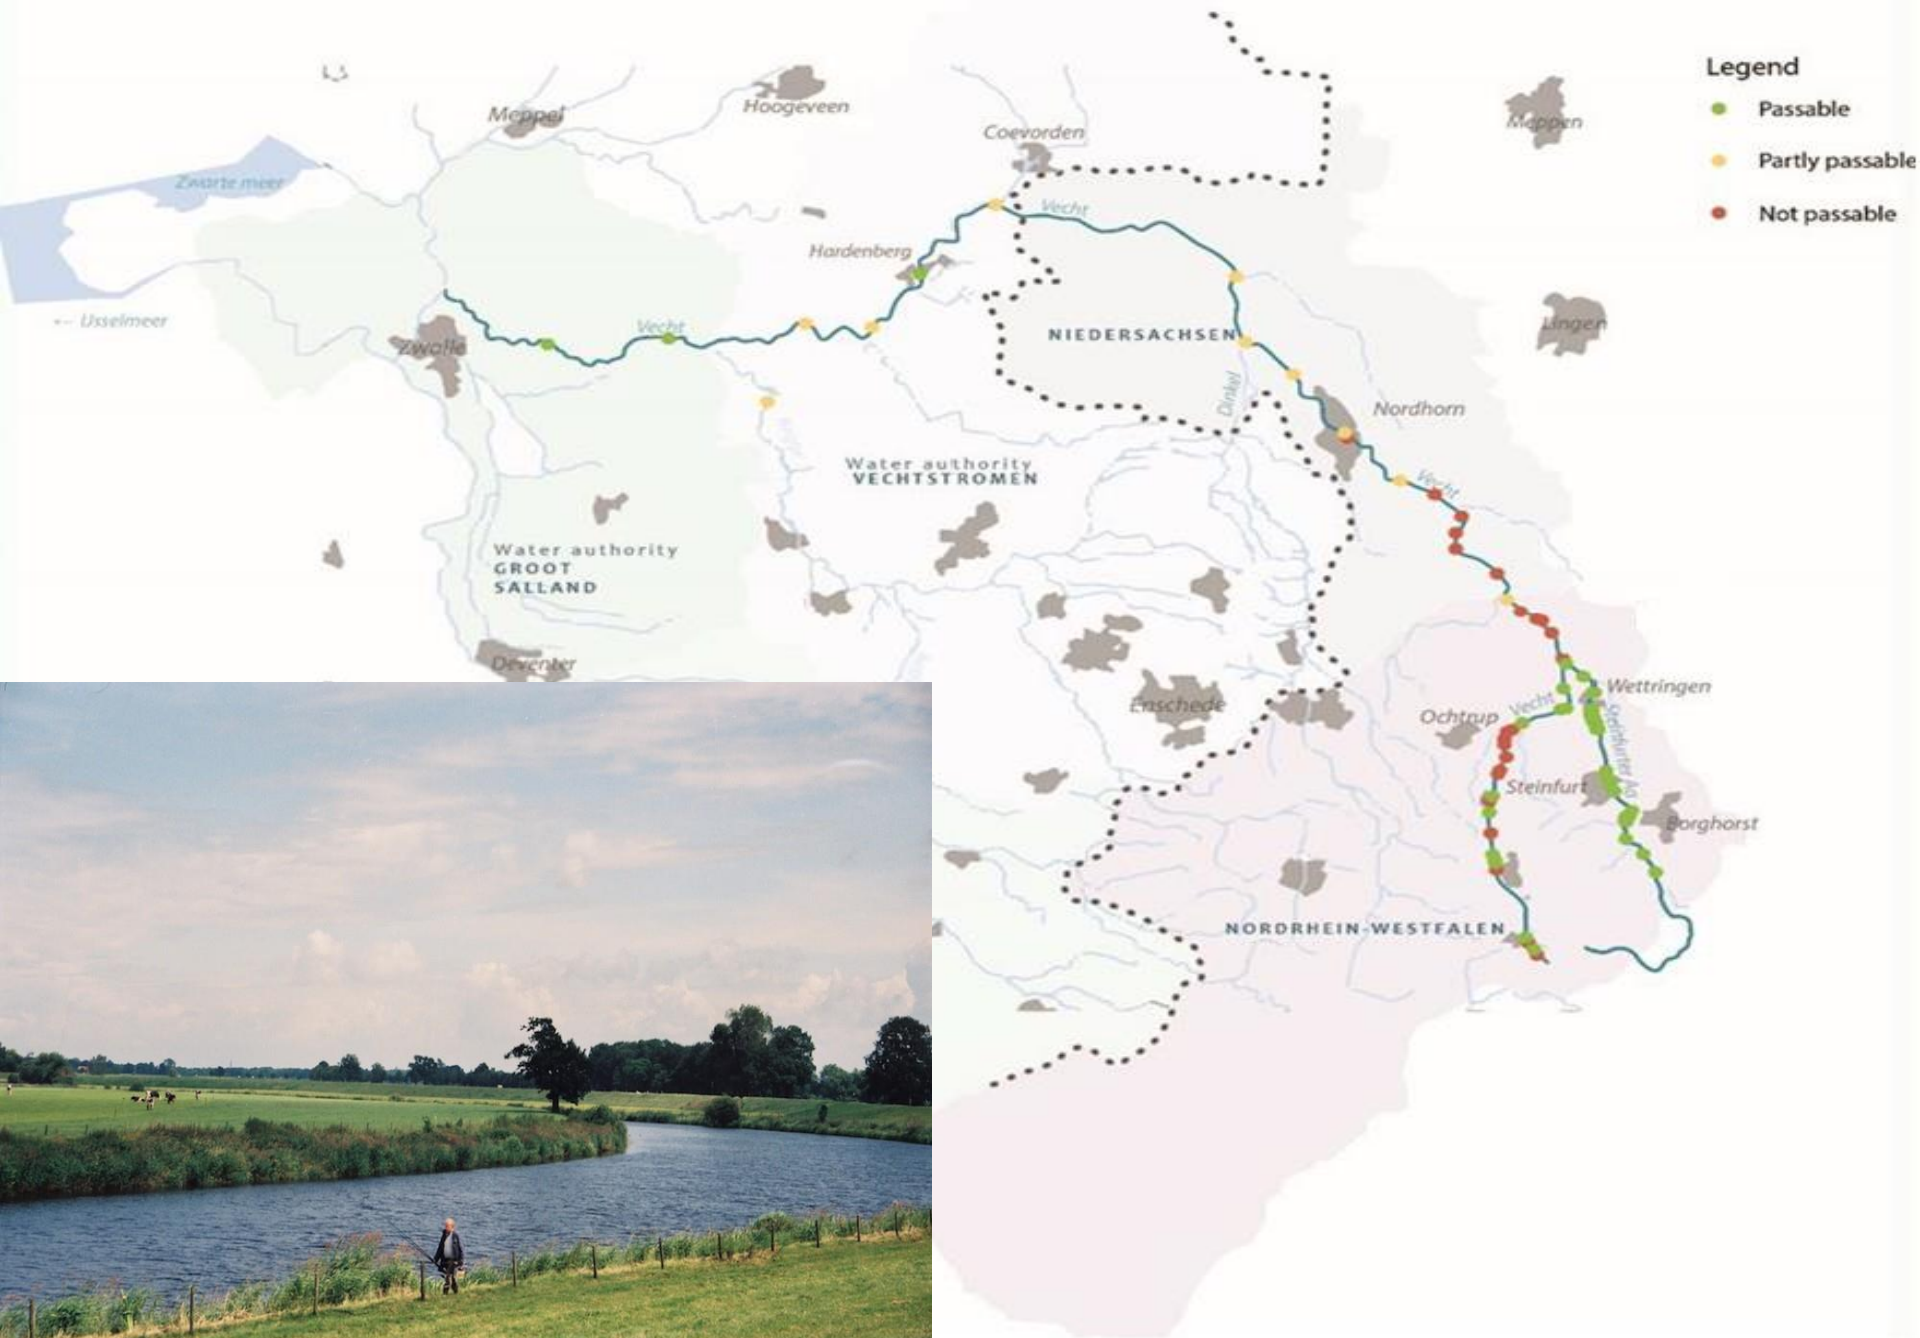 Legend
Passable
Partly passable
Not passable
Meppel
Hoogeveen
Coevorden
Meppen
Zwarte meer
Vecht
Hardenberg
← IJsselmeer
Zwolle
Vecht
NIEDERSACHSEN
Lingen
Dinkel
Nordhorn
Water authority
VECHTSTROMEN
Vecht
Water authority
GROOT
SALLAND
Deventer
Enschede
Wettringen
Ochtrup
Vecht
Steinfurter Aa
Steinfurt
Borghorst
NORDRHEIN-WESTFALEN